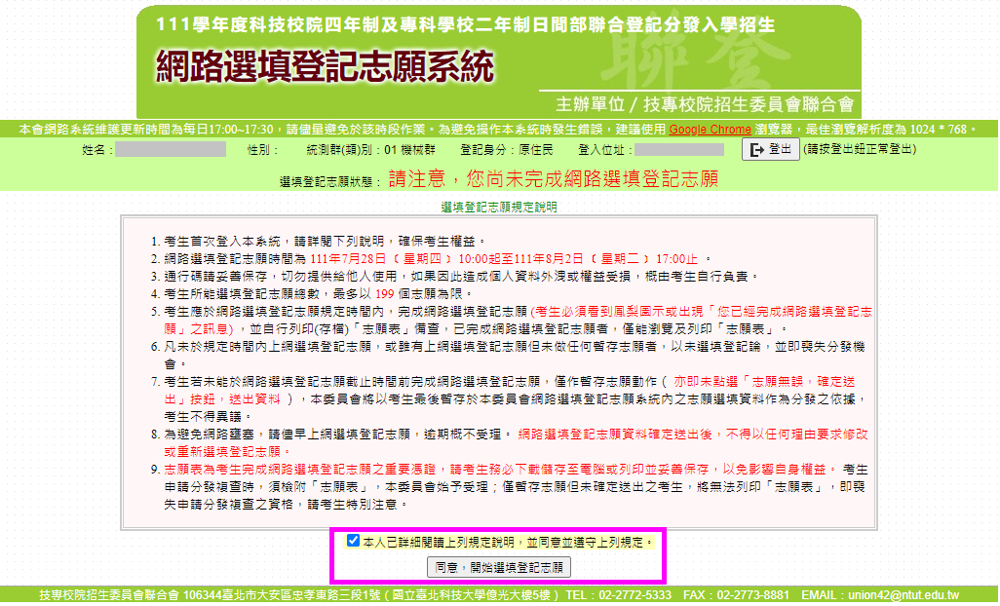 111學年度科技校院四年制及專科學校二年制日間部聯合登記分發入學招生
聯登
網路選填登記志願系統
主辦單位 / 技專校院招生委員會聯合會
本會網路系統維護更新時間為每日17:00~17:30，請儘量避免於該時段作業。為避免操作本系統時發生錯誤，建議使用 Google Chrome 瀏覽器，最佳瀏覽解析度為 1024 * 768。
姓名： 性別： 統測群(類)別：01 機械群 登記身分：原住民 登入位址： 登出 (請按登出鈕正常登出)
選填登記志願狀態： 請注意，您尚未完成網路選填登記志願
選填登記志願規定說明
1. 考生首次登入本系統，請詳閱下列說明，確保考生權益。
2. 網路選填登記志願時間為 111年7月28日﹝星期四﹞10:00起至111年8月2日﹝星期二﹞17:00止 。
3. 通行碼請妥善保存，切勿提供給他人使用，如果因此造成個人資料外洩或權益受損，概由考生自行負責。
4. 考生所能選填登記志願總數，最多以 199 個志願為限。
5. 考生應於網路選填登記志願規定時間內，完成網路選填登記志願 (考生必須看到鳳梨圖示或出現「您已經完成網路選填登記志
願」之訊息) ，並自行列印(存檔)「志願表」備查，已完成網路選填登記志願者，僅能瀏覽及列印「志願表」。
6. 凡未於規定時間內上網選填登記志願，或雖有上網選填登記志願但未做任何暫存志願者，以未選填登記論，並即喪失分發機
會。
7. 考生若未能於網路選填登記志願截止時間前完成網路選填登記志願，僅作暫存志願動作（ 亦即未點選「志願無誤，確定送
出」按鈕，送出資料 ），本委員會將以考生最後暫存於本委員會網路選填登記志願系統內之志願選填資料作為分發之依據，
考生不得異議。
8. 為避免網路壅塞，請儘早上網選填登記志願，逾期概不受理。 網路選填登記志願資料確定送出後，不得以任何理由要求修改
或重新選填登記志願。
9. 志願表為考生完成網路選填登記志願之重要憑證，請考生務必下載儲存至電腦或列印並妥善保存，以免影響自身權益。 考生
申請分發複查時，須檢附「志願表」，本委員會始予受理；僅暫存志願但未確定送出之考生，將無法列印「志願表」，即喪
失申請分發複查之資格，請考生特別注意。
本人已詳細閱讀上列規定說明，並同意並遵守上列規定。
同意，開始選填登記志願
技專校院招生委員會聯合會 106344臺北市大安區忠孝東路三段1號（國立臺北科技大學億光大樓5樓） TEL：02-2772-5333 FAX：02-2773-8881 EMAIL：union42@ntut.edu.tw